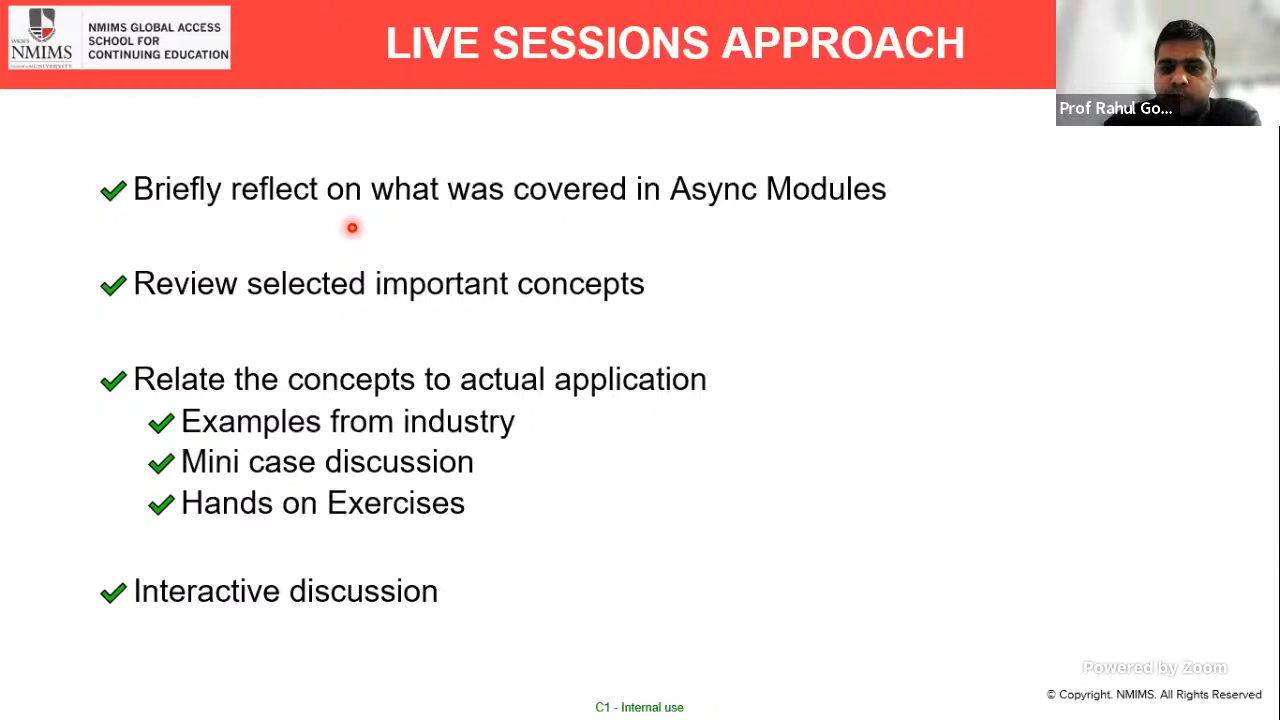 NMIMS GLOBAL ACCESS
SCHOOL FOR
CONTINUING EDUCATION
NMIMS
LIVE SESSIONS APPROACH
Prof Rahul Go...
Briefly reflect on what was covered in Async Modules
Review selected important concepts
Relate the concepts to actual application
Examples from industry
Mini case discussion
Hands on Exercises
Interactive discussion
Powered by Zoom
© Copyright. NMIMS. All Rights Reserved
C1 - Internal use